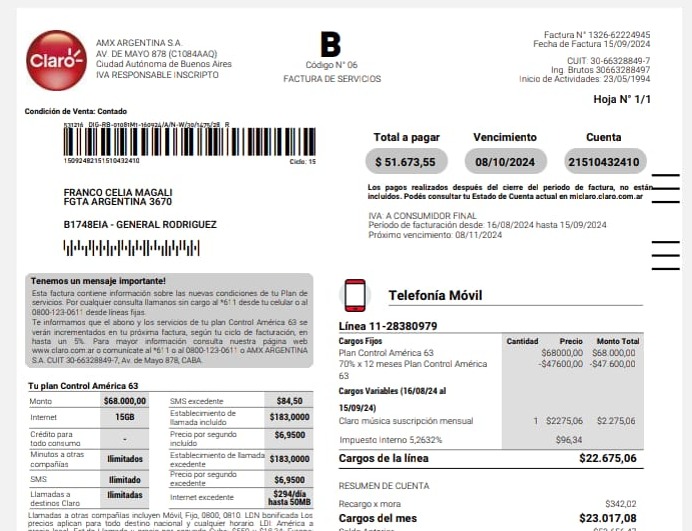 Claro
AMX ARGENTINA S.A.
AV. DE MAYO 878 (C1084AAQ)
Ciudad Autónoma de Buenos Aires
IVA RESPONSABLE INSCRIPTO
B
Código N° 06
FACTURA DE SERVICIOS
Factura N° 1326-62224945
Fecha de Factura 15/09/2024
CUIT: 30-66328849-7
Ing. Brutos 30663288497
Inicio de Actividades: 23/05/1994
Hoja N° 1/1
Condición de Venta: Contado
15092482151510432410
Ciclo: 15
Total a pagar
Vencimiento
Cuenta
$ 51.673,55
08/10/2024
21510432410
Los pagos realizados después del cierre del periodo de factura, no están
incluidos. Podés consultar tu Estado de Cuenta actual en miclaro.claro.com.ar
FRANCO CELIA MAGALI
FGTA ARGENTINA 3670
B1748EIA - GENERAL RODRIGUEZ
IVA: A CONSUMIDOR FINAL
Periodo de facturación desde: 16/08/2024 hasta 15/09/2024
Próximo vencimiento: 08/11/2024
Tenemos un mensaje importante!
Esta factura contiene información sobre las nuevas condiciones de tu Plan de
servicios. Por cualquier consulta llamanos sin cargo al *611 desde tu celular o al
0800-123-0611 desde líneas fijas.
Te informamos que el abono y los servicios de tu plan Control América 63 se
verán incrementados en tu próxima factura, según tu ciclo de facturación, en
hasta un 5%. Para mayor información consulta nuestra página web
www.claro.com.ar o comunicate al *611 o al 0800-123-0611 o AMX ARGENTINA
S.A. CUIT 30-66328849-7, Av. de Mayo 878, CABA
Tu plan Control América 63
Monto $68.000,00 SMS excedente $84,50
Internet 15GB Establecimiento de llamada incluido $183,0000
Crédito para todo consumo - Precio por segundo incluido $6,9500
Minutos a otras compañías Ilimitados Establecimiento de llamada excedente $183,0000
SMS Ilimitado Precio por segundo excedente $6,9500
Llamadas a destinos Claro Ilimitadas Internet excedente $294/día hasta 50MB
Llamadas a otras compañías incluyen Móvil, Fijo, 0800, 0810. LDN bonificada Los
precios aplican para todo destino nacional y cualquier horario. LDI América a
Telefonía Móvil
Línea 11-28380979
Cargos Fijos Cantidad Precio Monto Total
Plan Control América 63 $68000,00 $68.000,00
70% x 12 meses Plan Control América -$47600,00 -$47.600,00
63
Cargos Variables (16/08/24 al
15/09/24)
Claro música suscripción mensual 1 $2275,06 $2.275,06
Impuesto Interno 5,2632% $96,34
Cargos de la línea $22.675,06
RESUMEN DE CUENTA
Recargo x mora $342,02
Cargos del mes $23.017,08